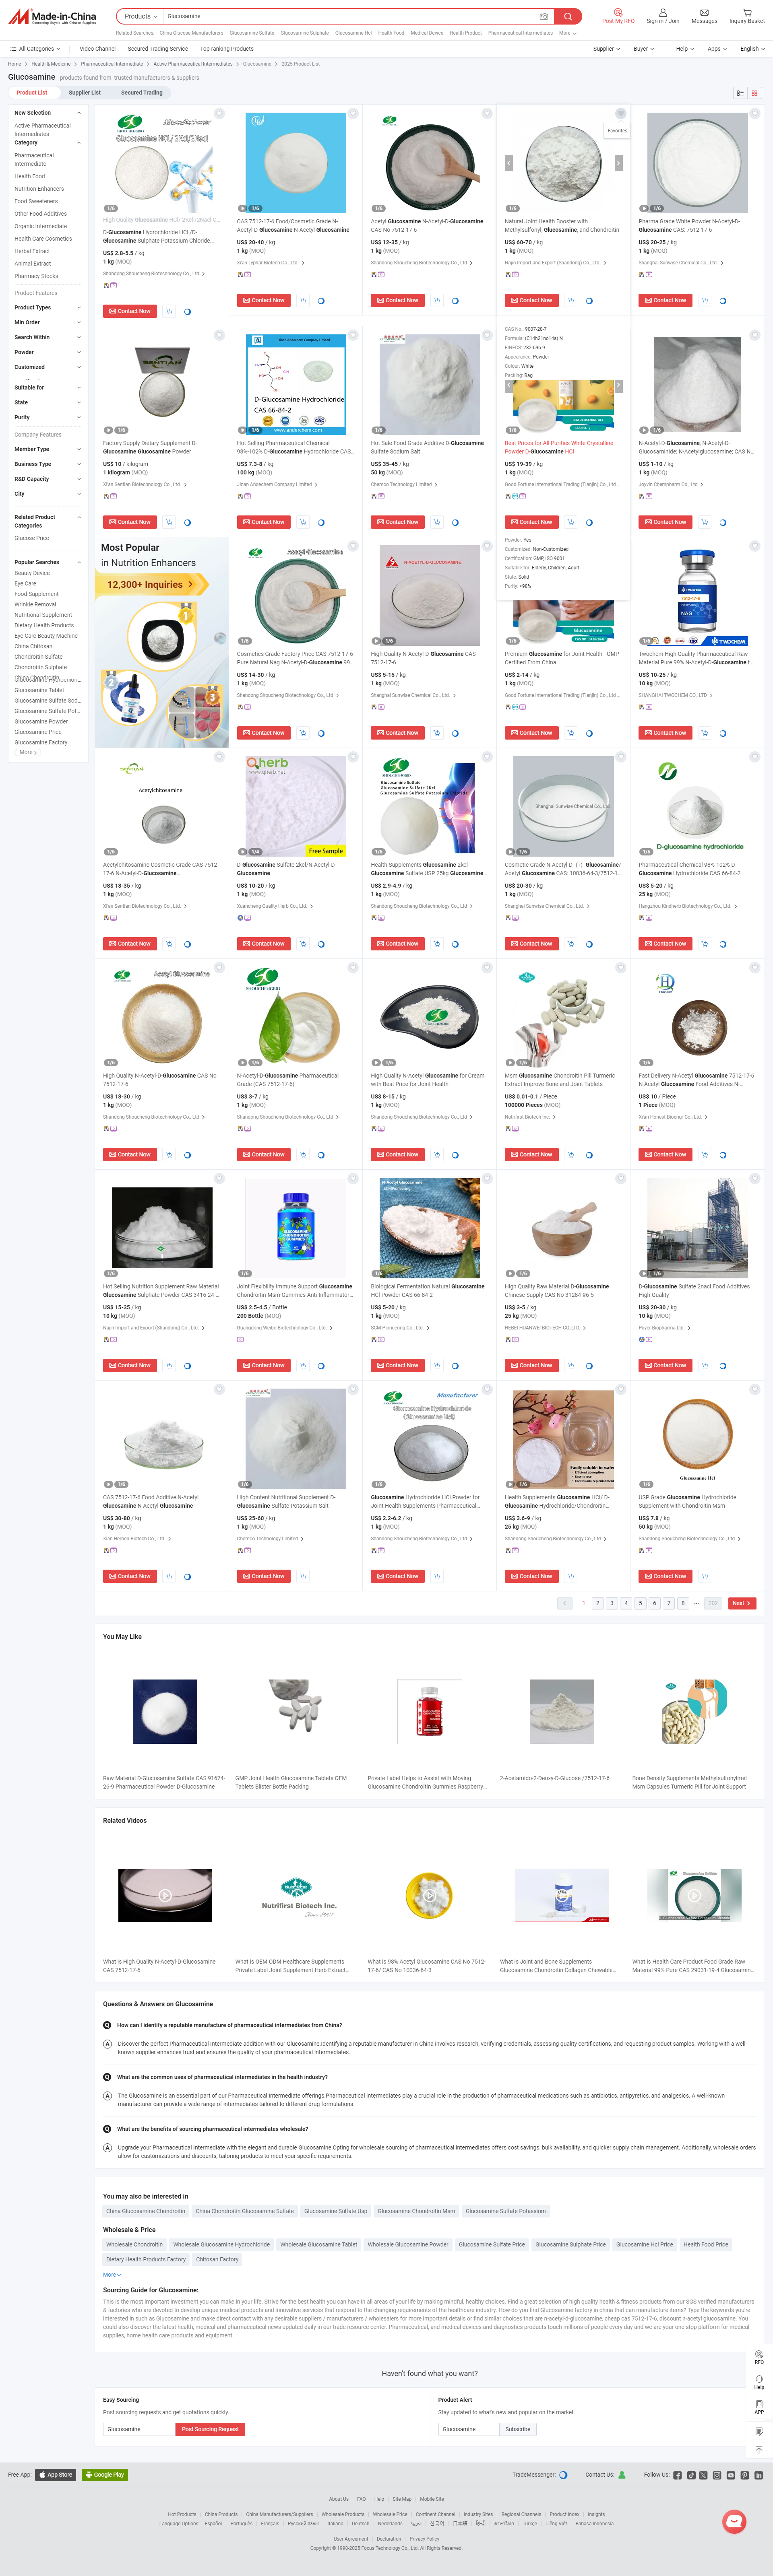 Made-in-China
Connecting Buyers with Chinese Suppliers
Products
Glucosamine
Post My RFQ
Sign In / Join
Messages
Inquiry Basket
Related Searches: China Glucose Manufacturers Glucosamine Sulfate Glucosamine Sulphate Glucosamine Hcl Health Food Medical Device Health Product Pharmaceutical Intermediates More
All Categories
Video Channel
Secured Trading Service
Top-ranking Products
Supplier
Buyer
Help
Apps
English
Home > Health & Medicine > Pharmaceutical Intermediate > Active Pharmaceutical Intermediates > Glucosamine > 2025 Product List
Glucosamine products found from trusted manufacturers & suppliers
Product List
Supplier List
Secured Trading
New Selection
Active Pharmaceutical Intermediates
Category
Pharmaceutical Intermediate
Health Food
Nutrition Enhancers
Food Sweeteners
Other Food Additives
Organic Intermediate
Health Care Cosmetics
Herbal Extract
Animal Extract
Pharmacy Stocks
Product Features
Product Types
Min Order
Search Within
Powder
Customized
Suitable for
State
Purity
Company Features
Member Type
Business Type
R&D Capacity
City
Related Product Categories
Glucose Price
Popular Searches
Beauty Device
Eye Care
Food Supplement
Wrinkle Removal
Nutritional Supplement
Dietary Health Products
Eye Care Beauty Machine
China Chitosan
Chondroitin Sulfate
Chondroitin Sulphate
Glucosamine Tablet
Glucosamine Sulfate Sod...
Glucosamine Sulfate Pot...
Glucosamine Powder
Glucosamine Price
Glucosamine Factory
More
D-Glucosamine Hydrochloride HCl /D-Glucosamine Sulphate Potassium Chloride...
US$ 2.8-5.5 / kg
1 kg (MOQ)
Shandong Shoucheng Biotechnology Co., Ltd
Contact Now
CAS 7512-17-6 Food/Cosmetic Grade N-Acetyl-D-Glucosamine N-Acetyl Glucosamine
US$ 20-40 / kg
1 kg (MOQ)
Xi'an Lyphar Biotech Co., Ltd.
Contact Now
Acetyl Glucosamine N-Acetyl-D-Glucosamine CAS No 7512-17-6
US$ 12-35 / kg
1 kg (MOQ)
Shandong Shoucheng Biotechnology Co., Ltd
Contact Now
Favorites
Natural Joint Booster with Methylsulfonyl, Glucosamine, and Chondroitin
US$ 60-70 / kg
1 kg (MOQ)
Najin Import and Export (Shandong) Co., Ltd.
Contact Now
CAS No.: 9007-28-7
Formula: (C14h21no14s) N
EINECS: 232-696-9
Appearance: Powder
Colour: White
Packing: Bag
Pharma Grade White Powder N-Acetyl-D-Glucosamine CAS: 7512-17-6
US$ 20-25 / kg
1 kg (MOQ)
Shanghai Sunwise Chemical Co., Ltd.
Contact Now
Factory Supply Dietary Supplement D-Glucosamine Glucosamine Powder
US$ 10 / kilogram
1 kilogram (MOQ)
Xi'an Sentian Biotechnology Co., Ltd.
Contact Now
Hot Selling Pharmaceutical Chemical 98%-102% D-Glucosamine Hydrochloride CAS...
US$ 7.3-8 / kg
100 kg (MOQ)
Jinan Andectem Company Limited
Contact Now
Hot Sale Food Grade Additive D-Glucosamine Sulfate Sodium Salt
US$ 35-45 / kg
50 kg (MOQ)
Chemco Technology Limited
Contact Now
Best Prices for All Purities White Crystalline Powder D-Glucosamine HCl
US$ 19-39 / kg
1 kg (MOQ)
Good Fortune International Trading (Tianjin) Co., Ltd
Contact Now
Powder: Yes
Customized: Non-Customized
Certification: GMP, ISO 9001
Suitable for: Elderly, Children, Adult
State: Solid
Purity: >98%
N-Acetyl-D-Glucosamine; N-Acetyl-D-Glucosaminide; N-Acetylglucosamine; CAS N...
US$ 1-10 / kg
1 kg (MOQ)
Joyvin Chempharm Co., Ltd
Contact Now
Most Popular
in Nutrition Enhancers
12,300+ Inquiries
Cosmetics Grade Factory Price CAS 7512-17-6 Pure Natural Nag N-Acetyl-D-Glucosamine 99...
US$ 14-30 / kg
1 kg (MOQ)
Shandong Shoucheng Biotechnology Co., Ltd
Contact Now
High Quality N-Acetyl-D-Glucosamine CAS 7512-17-6
US$ 5-15 / kg
1 kg (MOQ)
Shanghai Sunwise Chemical Co., Ltd.
Contact Now
Premium Glucosamine for Joint Health - GMP Certified From China
US$ 2-14 / kg
1 kg (MOQ)
Good Fortune International Trading (Tianjin) Co., Ltd
Contact Now
Twochem High Quality Pharmaceutical Raw Material Pure 99% N-Acetyl-D-Glucosamine f...
US$ 10-25 / kg
10 kg (MOQ)
SHANGHAI TWOCHEM CO., LTD
Contact Now
Acetylchitosamine Cosmetic Grade CAS 7512-17-6 N-Acetyl-D-Glucosamine...
US$ 18-35 / kg
1 kg (MOQ)
Xi'an Sentian Biotechnology Co., Ltd.
Contact Now
D-Glucosamine Sulfate 2kcl/N-Acetyl-D-Glucosamine
US$ 10-20 / kg
1 kg (MOQ)
Xuancheng Quality Herb Co., Ltd.
Contact Now
Health Supplements Glucosamine 2kcl Glucosamine Sulfate USP 25kg Glucosamine...
US$ 2.9-4.9 / kg
1 kg (MOQ)
Shandong Shoucheng Biotechnology Co., Ltd
Contact Now
Cosmetic Grade N-Acetyl-D- (+) -Glucosamine/ Acetyl Glucosamine CAS: 10036-64-3/7512-1...
US$ 20-30 / kg
1 kg (MOQ)
Shanghai Sunwise Chemical Co., Ltd.
Contact Now
Pharmaceutical Chemical 98%-102% D-Glucosamine Hydrochloride CAS 66-84-2
US$ 5-20 / kg
25 kg (MOQ)
Hangzhou Kindherb Biotechnology Co., Ltd.
Contact Now
High Quality N-Acetyl-D-Glucosamine CAS No 7512-17-6
US$ 18-30 / kg
1 kg (MOQ)
Shandong Shoucheng Biotechnology Co., Ltd
Contact Now
N-Acetyl-D-Glucosamine Pharmaceutical Grade (CAS 7512-17-6)
US$ 3-7 / kg
1 kg (MOQ)
Shandong Shoucheng Biotechnology Co., Ltd
Contact Now
High Quality N-Acetyl Glucosamine for Cream with Best Price for Joint Health
US$ 8-15 / kg
1 kg (MOQ)
Shandong Shoucheng Biotechnology Co., Ltd
Contact Now
Msm Glucosamine Chondroitin Pill Turmeric Extract Improve Bone and Joint Tablets
US$ 0.01-0.1 / Piece
100000 Pieces (MOQ)
Nutrifirst Biotech Inc.
Contact Now
Fast Delivery N-Acetyl Glucosamine 7512-17-6 N Acetyl Glucosamine Food Additives N-...
US$ 10 / Piece
1 Piece (MOQ)
Xi'an Honest Bioengr Co., Ltd.
Contact Now
Hot Selling Nutrition Supplement Raw Material Glucosamine Sulphate Powder CAS 3416-24-...
US$ 15-35 / kg
10 kg (MOQ)
Najin Import and Export (Shandong) Co., Ltd.
Contact Now
Joint Flexibility Immune Support Glucosamine Chondroitin Msm Gummies Anti-Inflammator...
US$ 2.5-4.5 / Bottle
200 Bottle (MOQ)
Guangdong Weibo Biotechnology Co., Ltd.
Contact Now
Biological Fermentation Natural Glucosamine HCl Powder CAS 66-84-2
US$ 5-20 / kg
1 kg (MOQ)
SCM Pioneering Co., Ltd.
Contact Now
High Quality Raw Material D-Glucosamine Chinese Supply CAS No 31284-96-5
US$ 3-5 / kg
25 kg (MOQ)
HEBEI HUANWEI BIOTECH CO.,LTD.
Contact Now
D-Glucosamine Sulfate 2nacl Food Additives High Quality
US$ 20-30 / kg
10 kg (MOQ)
Puyer Biopharma Ltd.
Contact Now
CAS 7512-17-6 Food Additive N-Acetyl Glucosamine N Acetyl Glucosamine
US$ 30-80 / kg
1 kg (MOQ)
Xian Herben Biotech Co., Ltd.
Contact Now
High Content Nutritional Supplement D-Glucosamine Sulfate Potassium Salt
US$ 25-60 / kg
1 kg (MOQ)
Chemco Technology Limited
Contact Now
Glucosamine Hydrochloride HCl Powder for Joint Health Supplements Pharmaceutical...
US$ 2.2-6.2 / kg
1 kg (MOQ)
Shandong Shoucheng Biotechnology Co., Ltd
Contact Now
Health Supplements Glucosamine HCl/ D-Glucosamine Hydrochloride/Chondroitin...
US$ 3.6-9 / kg
25 kg (MOQ)
Shandong Shoucheng Biotechnology Co., Ltd
Contact Now
USP Grade Glucosamine Hydrochloride Supplement with Chondroitin Msm
US$ 7.8 / kg
50 kg (MOQ)
Shandong Shoucheng Biotechnology Co., Ltd
Contact Now
1 2 3 4 5 6 7 8 ... Next
You May Like
Raw Material D-Glucosamine Sulfate CAS 91674-26-9 Pharmaceutical Powder D-Glucosamine
GMP Joint Health Glucosamine Tablets OEM Tablets Blister Bottle Packing
Private Label Helps to Assist with Moving Glucosamine Chondroitin Gummies Raspberry...
2-Acetamido-2-Deoxy-D-Glucose /7512-17-6
Bone Density Supplements Methylsulfonylmet Msm Capsules Turmeric Pill for Joint Support
Related Videos
What is High Quality N-Acetyl-D-Glucosamine CAS 7512-17-6
What is OEM ODM Healthcare Supplements Private Label Joint Supplement Herb Extract...
What is 98% Acetyl Glucosamine CAS No 7512-17-6/ CAS No 10036-64-3
What is Joint and Bone Supplements Glucosamine Chondroitin Collagen Chewable...
What is Health Care Product Food Grade Raw Material 99% Pure CAS 29031-19-4 Glucosamin...
Questions & Answers on Glucosamine
Q How can I identify a reputable manufacture of pharmaceutical intermediates from China?
A Discover the perfect Pharmaceutical Intermediate addition with our Glucosamine.Identifying a reputable manufacture in China involves research, verifying credentials, assessing quality certifications, and requesting product samples. Working with a well-known supplier enhances trust and ensures the quality of your pharmaceutical intermediates.
Q What are the common uses of pharmaceutical intermediates in the health industry?
A The Glucosamine is an essential part of our Pharmaceutical Intermediate offerings.Pharmaceutical intermediates play a crucial role in the production of pharmaceutical medications such as antibiotics, antipyretics, and analgesics. A well-known manufacturer can provide a wide range of intermediates tailored to different drug formulations.
Q What are the benefits of sourcing pharmaceutical intermediates wholesale?
A Upgrade your Pharmaceutical Intermediate with the elegant and durable Glucosamine.Opting for wholesale sourcing of pharmaceutical intermediates offers cost savings, bulk availability, and quicker supply chain management. Additionally, wholesale orders allow for customizations and discounts, tailoring products to meet your specific requirements.
You may also be interested in
China Glucosamine Chondroitin
China Chondroitin Glucosamine Sulfate
Glucosamine Sulfate Usp
Glucosamine Chondroitin Msm
Glucosamine Sulfate Potassium
Wholesale & Price
Wholesale Chondroitin
Wholesale Glucosamine Hydrochloride
Wholesale Glucosamine Tablet
Wholesale Glucosamine Powder
Glucosamine Sulfate Price
Glucosamine Sulphate Price
Glucosamine Hcl Price
Health Food Price
Dietary Health Products Factory
Chitosan Factory
More
Sourcing Guide for Glucosamine:
This is the most important investment you can make in your life. Strive for the best health you can have in all areas of your life by making mindful, healthy choices. Find a great selection of high quality health & fitness products from our SGS verified manufacturers & factories who are devoted to develop unique medical products and innovative services that respond to the changing requirements of the healthcare industry. How do you find Glucosamine factory in china that can manufacture these items? Type the keywords you're interested in such as Glucosamine and make direct contact with any desirable suppliers / manufacturers / wholesalers for more important details or find similar choices that are n-acetyl-d-glucosamine, cheap cas 7512-17-6, discount n-acetyl glucosamine. You could also discover the latest health, medical and pharmaceutical news updated daily in our trade resource center. Pharmaceutical, and medical devices and diagnostics products touch millions of people every day and we are your one stop platform to medical supplies, home health care products and equipment.
Haven't found what you want?
Easy Sourcing
Post sourcing requests and get quotations quickly.
Glucosamine
Post Sourcing Request
Product Alert
Stay updated to what's new and popular on the market.
Glucosamine
Subscribe
RFQ
Help
APP
Free App:
App Store
Google Play
TradeMessenger:
Contact Us:
Follow Us:
About Us | FAQ | Help | Site Map | Mobile Site
Hot Products | China Products | China Manufacturers/Suppliers | Wholesale Products | Wholesale Price | Continent Channel | Industry Sites | Regional Channels | Product Index | Insights
Language Options: Español | Português | Français | Русский язык | Italiano | Deutsch | Nederlands | العربية | 한국어 | 日本語 | हिन्दी | ภาษาไทย | Türkçe | Tiếng Việt | Bahasa Indonesia
User Agreement | Declaration | Privacy Policy
Copyright © 1998-2025 Focus Technology Co., Ltd. All Rights Reserved.